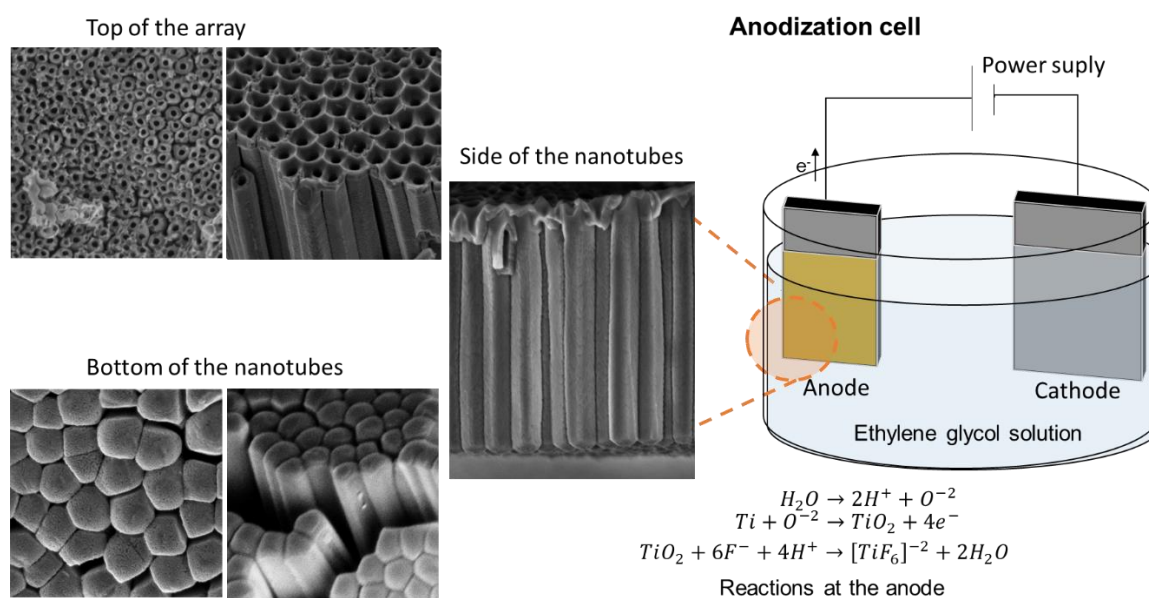 Top of the array
Anodization cell
Power suply
Side of the nanotubes
e-
Bottom of the nanotubes
Anode
Cathode
Ethylene glycol solution
H₂O → 2H⁺ + O⁻²
Ti + O⁻² → TiO₂ + 4e⁻
TiO₂ + 6F⁻ + 4H⁺ → [TiF₆]⁻² + 2H₂O
Reactions at the anode